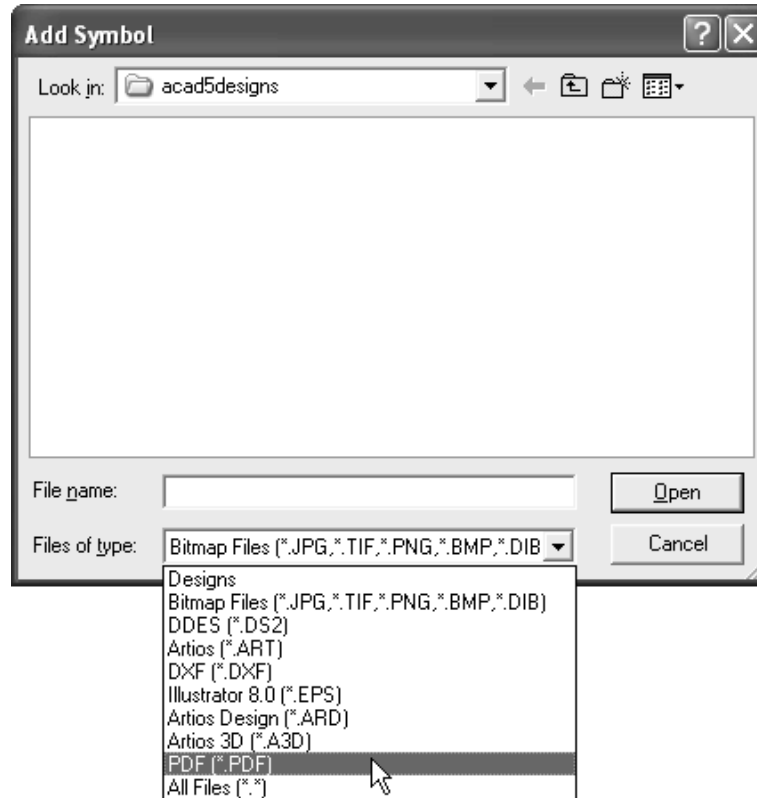 Add Symbol
Look in: acad5designs
File name: Open
Files of type: Bitmap Files (*.JPG,*.TIF,*.PNG,*.BMP,*.DIB Cancel
Designs
Bitmap Files (*.JPG,*.TIF,*.PNG,*.BMP,*.DIB)
DDES (*.DS2)
Artios (*.ART)
DXF (*.DXF)
Illustrator 8.0 (*.EPS)
Artios Design (*.ARD)
Artios 3D (*.A3D)
PDF (*.PDF)
All Files (*.*)